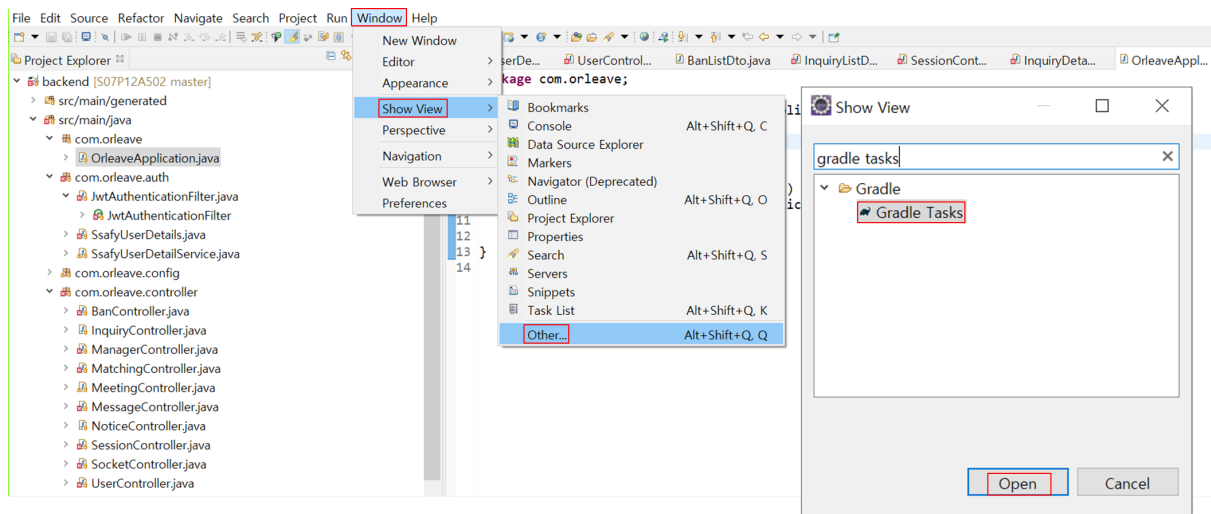 File Edit Source Refactor Navigate Search Project Run Window Help
Project Explorer
backend [S07P12A502 master]
src/main/generated
src/main/java
com.orleave
OrleaveApplication.java
com.orleave.auth
JwtAuthenticationFilter.java
JwtAuthenticationFilter
SsafyUserDetails.java
SsafyUserDetailService.java
com.orleave.config
com.orleave.controller
BanController.java
InquiryController.java
ManagerController.java
MatchingController.java
MeetingController.java
MessageController.java
NoticeController.java
SessionController.java
SocketController.java
UserController.java
New Window
Editor
Appearance
Show View
Perspective
Navigation
Web Browser
Preferences
serDe... UserControl... BanListDto.java InquiryListD... SessionCont... InquiryDeta... OrleaveAppl...
kage com.orleave;
11
12
13 }
14
Bookmarks
Console Alt+Shift+Q, C
Data Source Explorer
Markers
Navigator (Deprecated)
Outline Alt+Shift+Q, O
Project Explorer
Properties
Search Alt+Shift+Q, S
Servers
Snippets
Task List Alt+Shift+Q, K
Other... Alt+Shift+Q, Q
li
)
ic
Show View
gradle tasks
Gradle
Gradle Tasks
Open Cancel